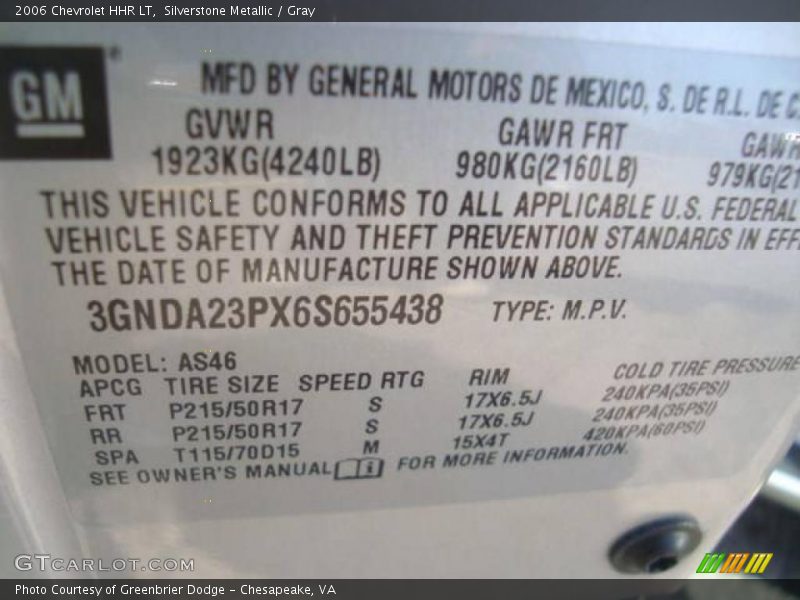 2006 Chevrolet HHR LT, Silverstone Metallic / Gray
GM
MFD BY GENERAL MOTORS DE MEXICO, S. DE R.L. DE C
GVWR GAWR FRT GAWR
1923KG(4240LB) 980KG(2160LB) 979KG(21
THIS VEHICLE CONFORMS TO ALL APPLICABLE U.S. FEDERAL
VEHICLE SAFETY AND THEFT PREVENTION STANDARDS IN EFF
THE DATE OF MANUFACTURE SHOWN ABOVE.
3GNDA23PX6S655438 TYPE: M.P.V.
MODEL: AS46
APCG TIRE SIZE SPEED RTG RIM COLD TIRE PRESSURE
FRT P215/50R17 S 17X6.5J 240KPA(35PSI)
RR P215/50R17 S 17X6.5J 240KPA(35PSI)
SPA T115/70D15 M 15X4T 420KPA(60PSI)
SEE OWNER'S MANUAL FOR MORE INFORMATION.
GTCARLOT.COM
Photo Courtesy of Greenbrier Dodge - Chesapeake, VA